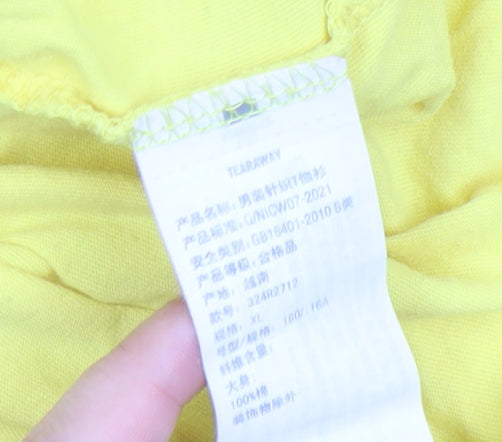 TEARAWAY
产品名称: 男装针织T恤衫
产品标准: Q/NICW07-2021
安全类别: GB18401-2010 B类
产品等级: 合格品
产地: 越南
款号: 324R2712
规格: XL
号型/规格:
纤维含量:
大身:
100%棉
装饰物除外